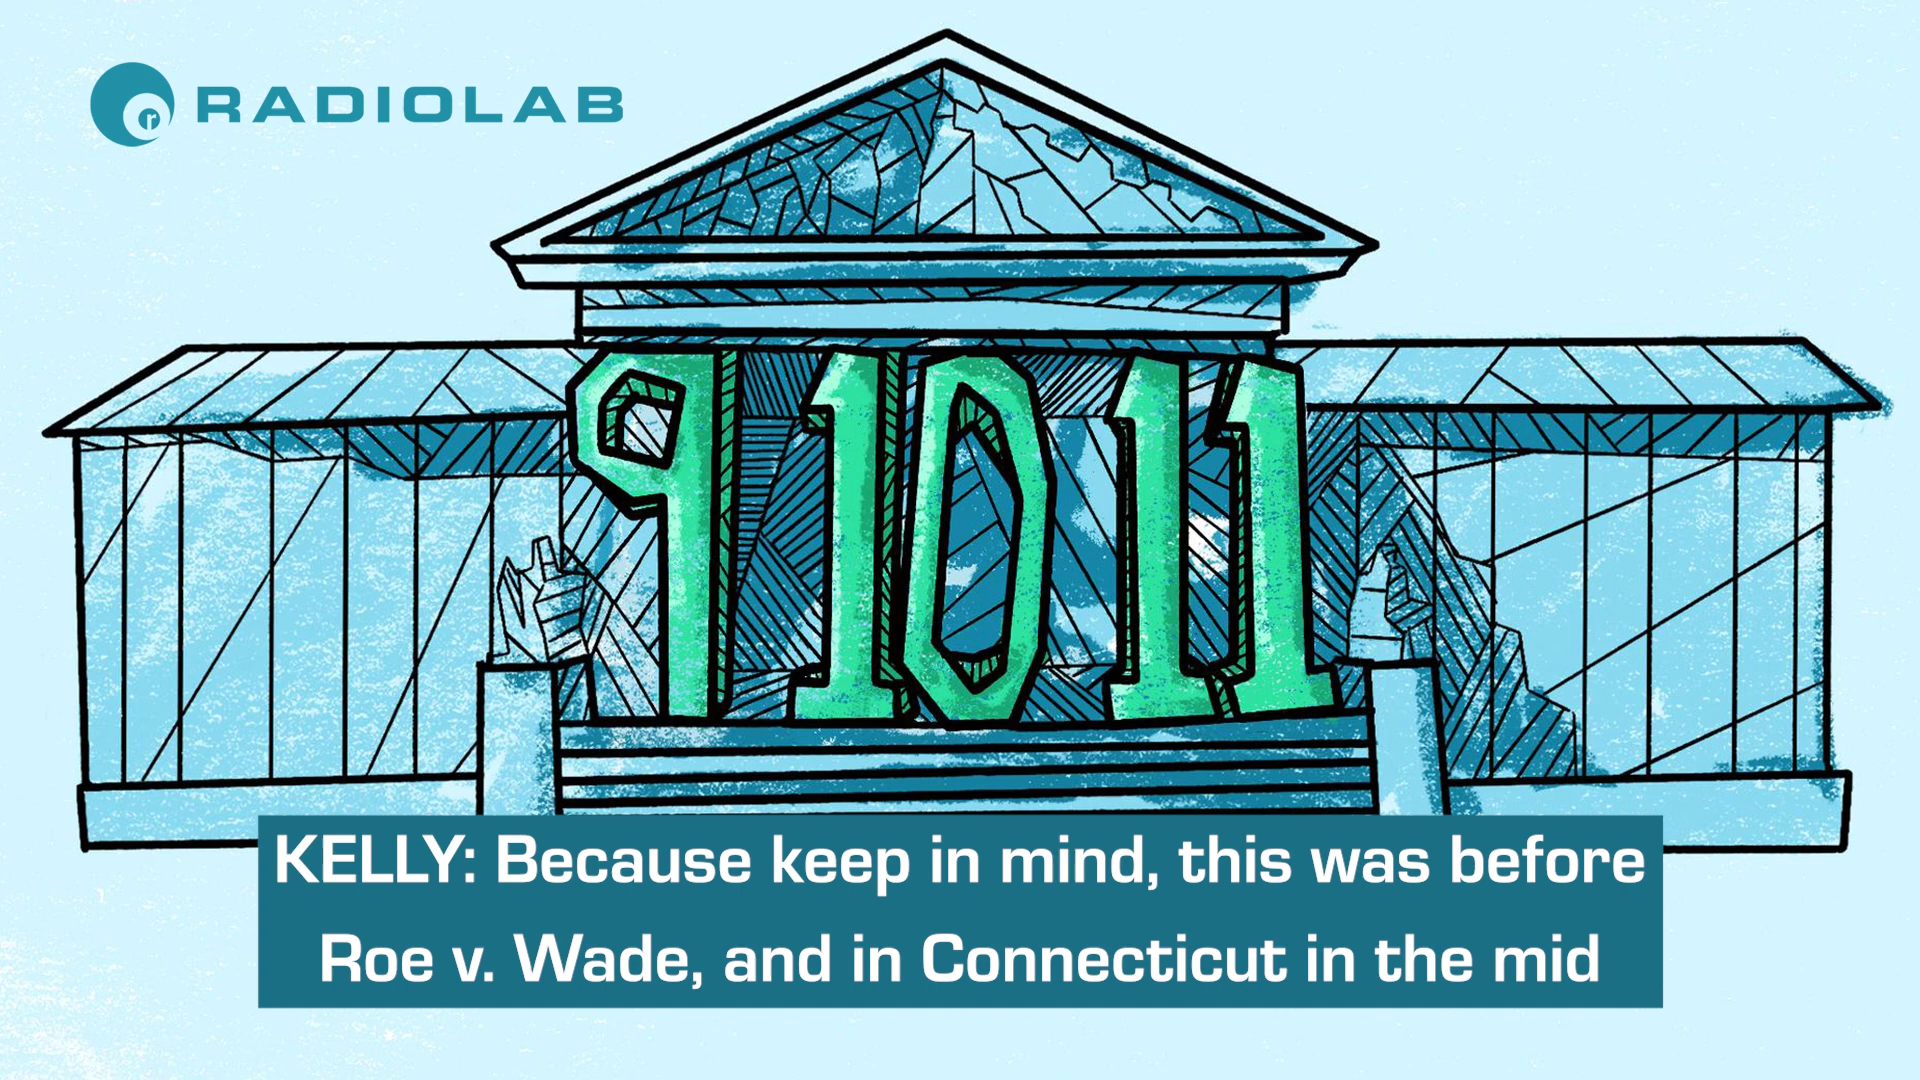 RADIOLAB
9 10 11
KELLY: Because keep in mind, this was before
Roe v. Wade, and in Connecticut in the mid